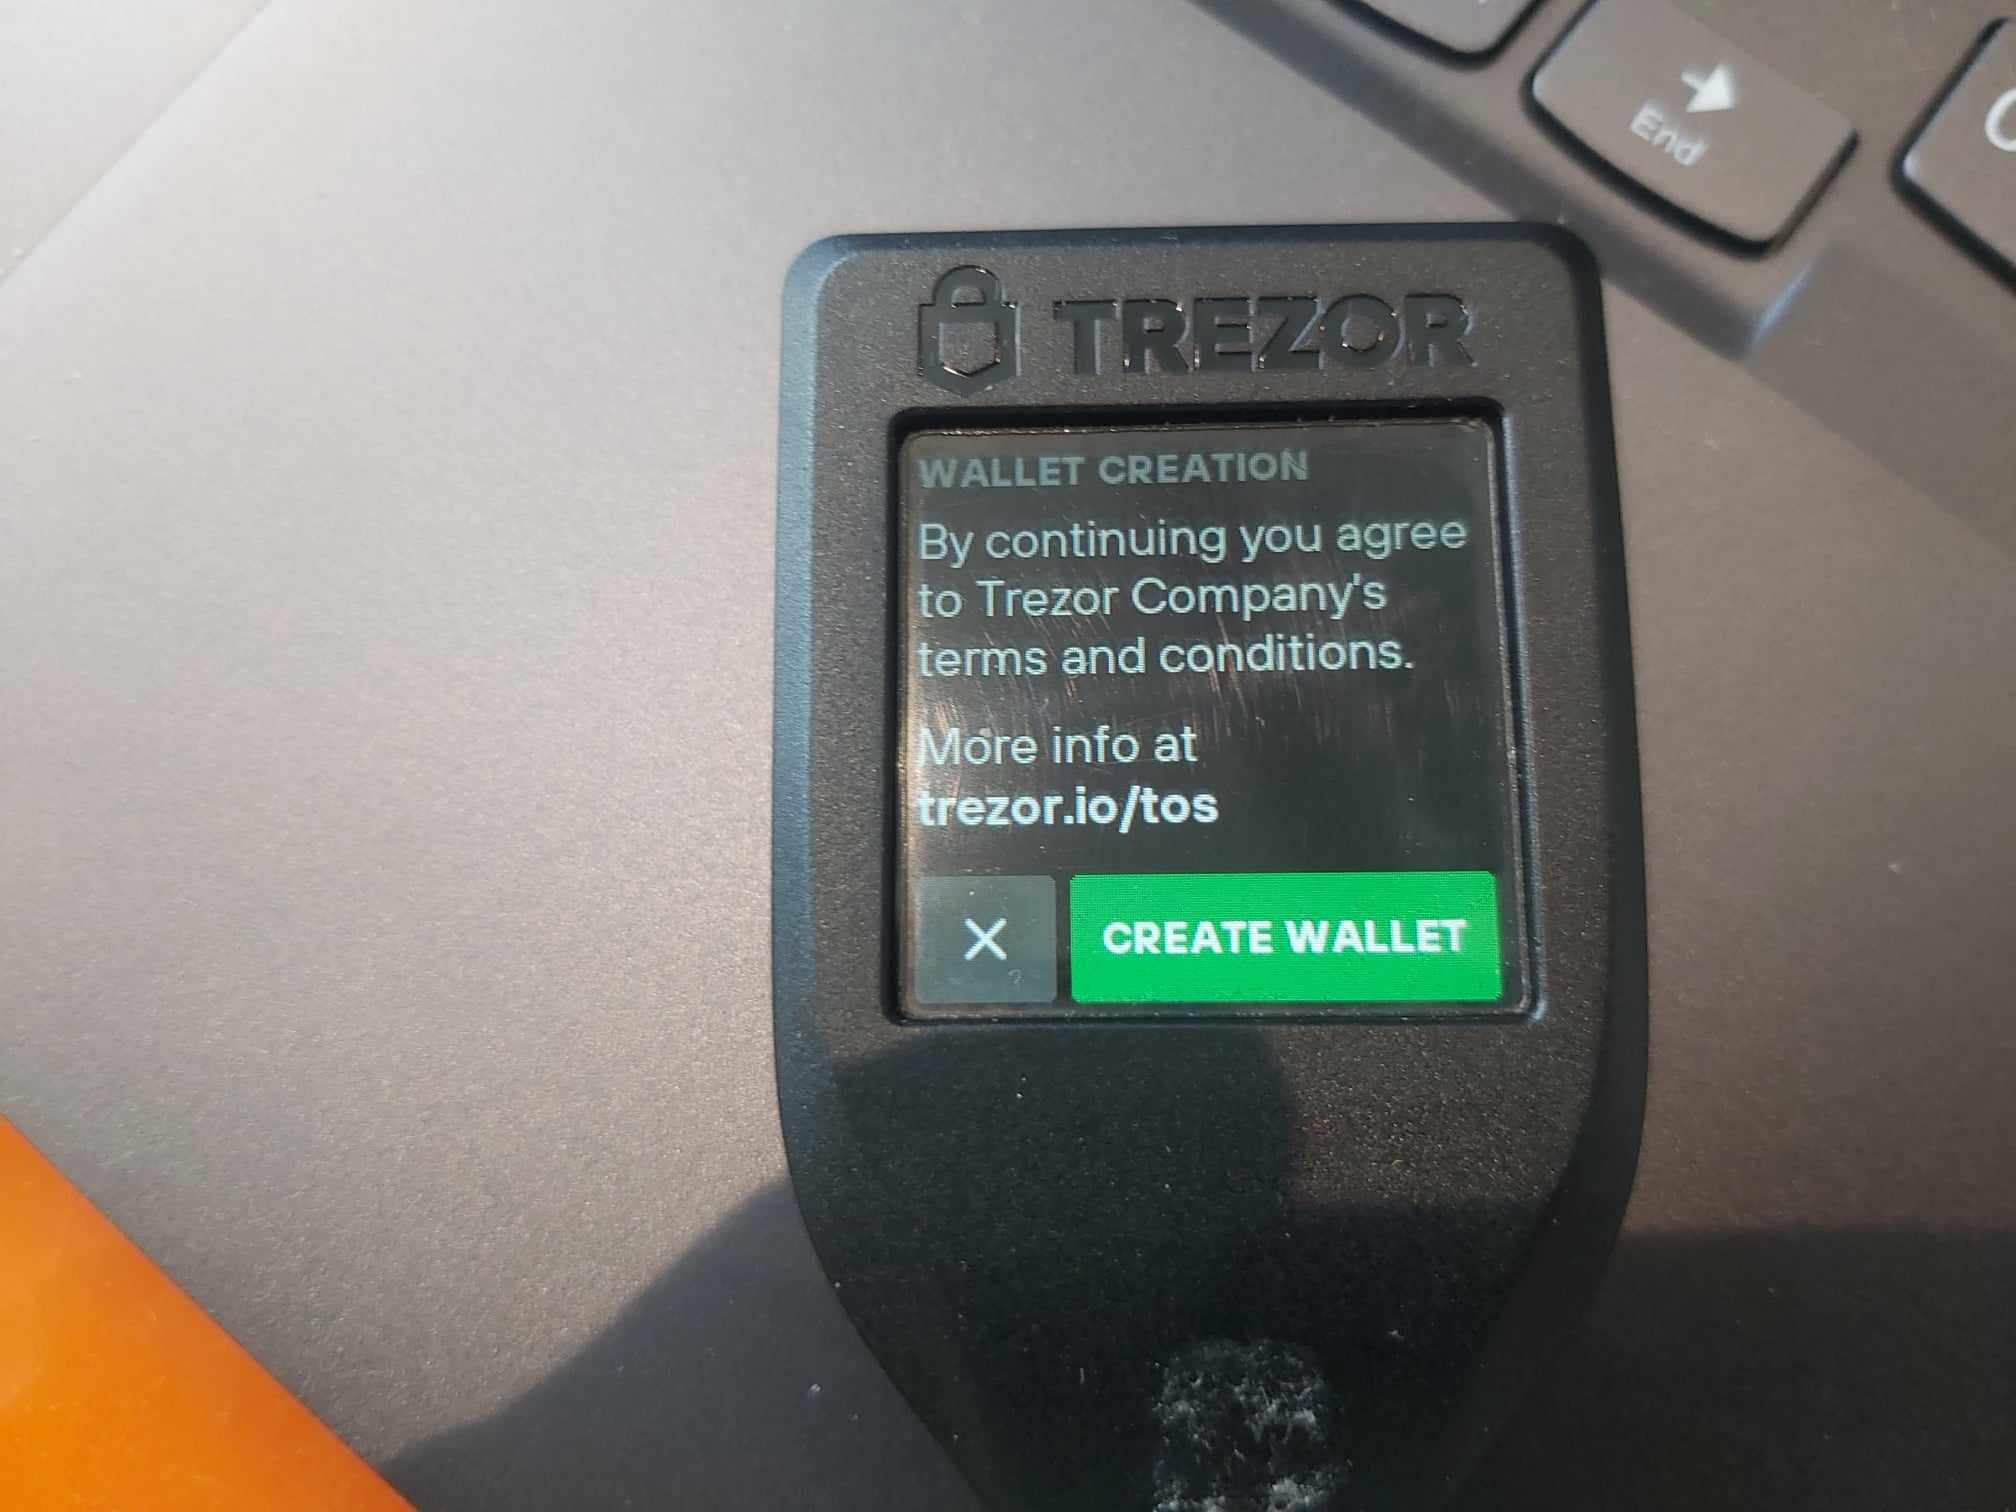 End
TREZOR
WALLET CREATION
By continuing you agree
to Trezor Company's
terms and conditions.
More info at
trezor.io/tos
CREATE WALLET